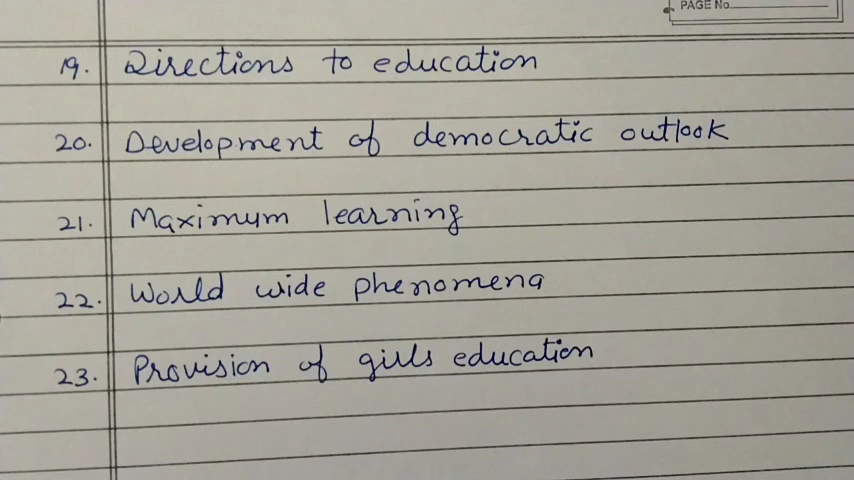 PAGE No.
19. Directions to education
20. Development of democratic outlook
21. Maximum learning
22. World wide phenomena
23. Provision of girls education